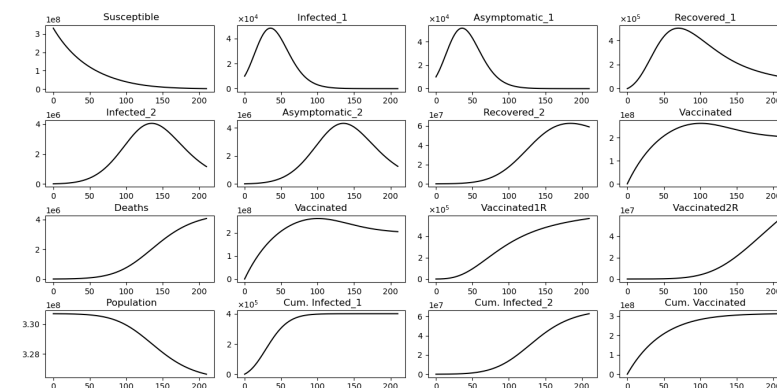 Susceptible Infected_1 Asymptomatic_1 Recovered_1
1e8 ×10⁴ ×10⁴ ×10⁵
3 2 1 0 4 2 0 4 2 0 4 2 0
0 50 100 150 200 0 50 100 150 200 0 50 100 150 200 0 50 100 150 200
Infected_2 Asymptomatic_2 Recovered_2 Vaccinated
1e6 1e6 1e7 1e8
4 2 0 4 2 0 6 4 2 0 2 1 0
0 50 100 150 200 0 50 100 150 200 0 50 100 150 200 0 50 100 150 200
Deaths Vaccinated Vaccinated1R Vaccinated2R
1e6 1e8 ×10⁵ 1e7
4 2 0 2 1 0 4 2 0 4 2 0
0 50 100 150 200 0 50 100 150 200 0 50 100 150 200 0 50 100 150 200
Population Cum. Infected_1 Cum. Infected_2 Cum. Vaccinated
1e8 ×10⁵ 1e7 1e8
3.30 3.28 4 2 0 6 4 2 0 3 2 1 0
0 50 100 150 200 0 50 100 150 200 0 50 100 150 200 0 50 100 150 200